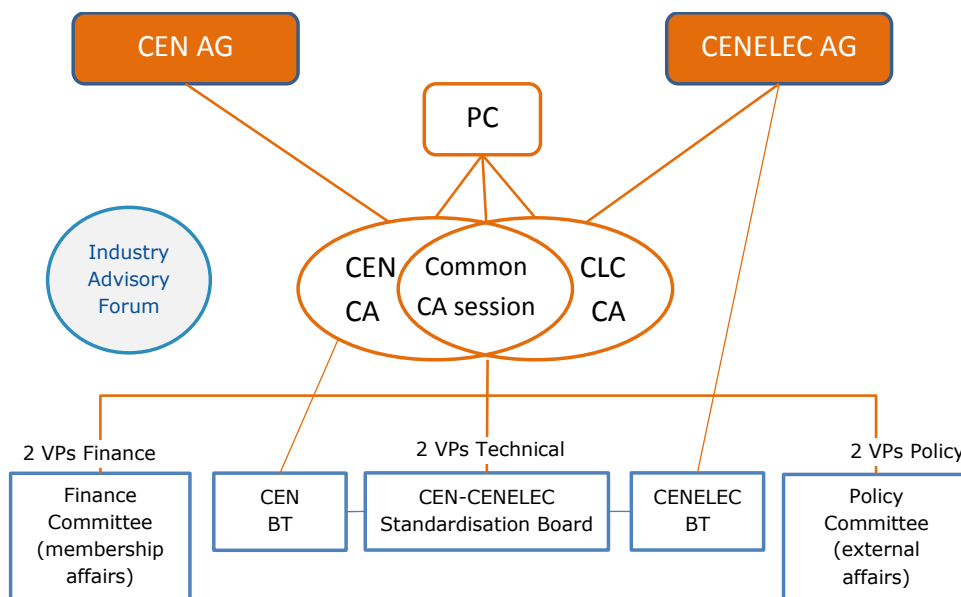 CEN AG
CENELEC AG
PC
Industry
Advisory
Forum
CEN
CA
Common
CA session
CLC
CA
2 VPs Finance
2 VPs Technical
2 VPs Policy
Finance
Committee
(membership
affairs)
CEN
BT
CEN-CENELEC
Standardisation Board
CENELEC
BT
Policy
Committee
(external
affairs)